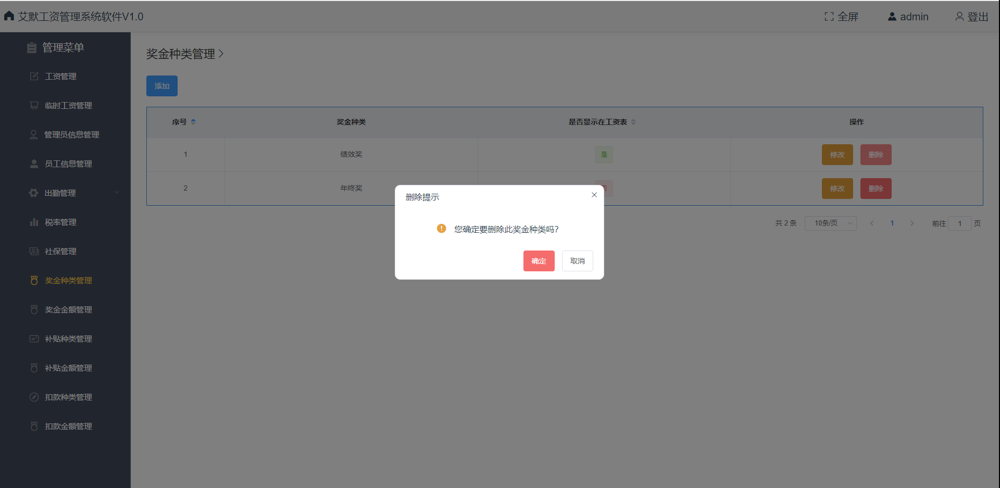 艾默工资管理系统软件V1.0
全屏
admin
登出
管理菜单
工资管理
临时工资管理
管理员信息管理
员工信息管理
出勤管理
税率管理
社保管理
奖金种类管理
奖金金额管理
补贴种类管理
补贴金额管理
扣款种类管理
扣款金额管理
奖金种类管理
添加
序号 奖金种类 是否显示在工资表 操作
1 绩效奖 是 修改 删除
2 年终奖 否 修改 删除
共 2 条 10条/页 1 前往 1 页
删除提示
您确定要删除此奖金种类吗?
确定 取消